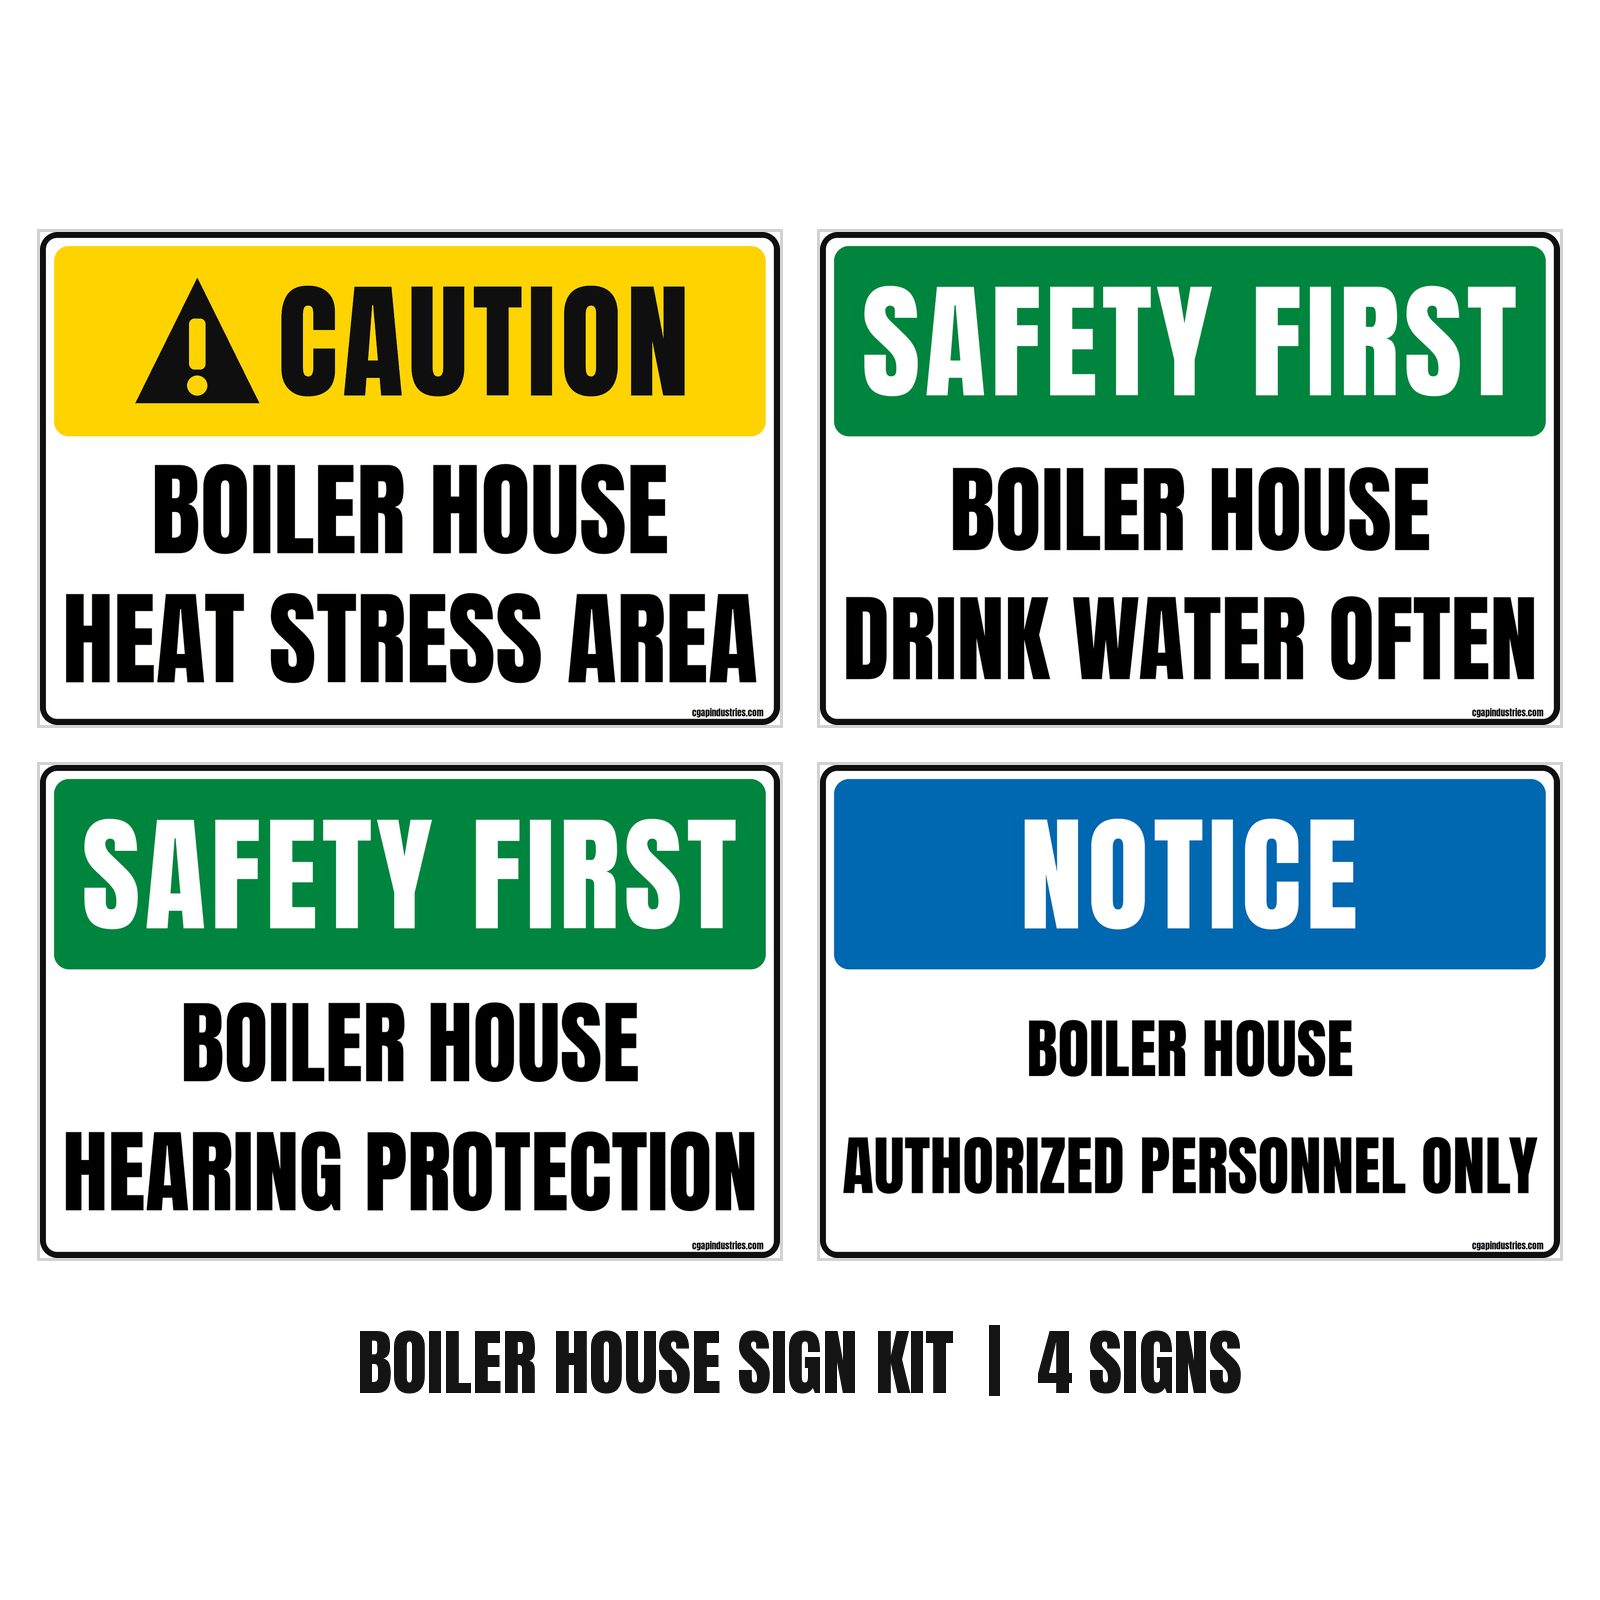 CAUTION
BOILER HOUSE
HEAT STRESS AREA
cgapindustries.com
SAFETY FIRST
BOILER HOUSE
DRINK WATER OFTEN
cgapindustries.com
SAFETY FIRST
BOILER HOUSE
HEARING PROTECTION
cgapindustries.com
NOTICE
BOILER HOUSE
AUTHORIZED PERSONNEL ONLY
cgapindustries.com
BOILER HOUSE SIGN KIT | 4 SIGNS